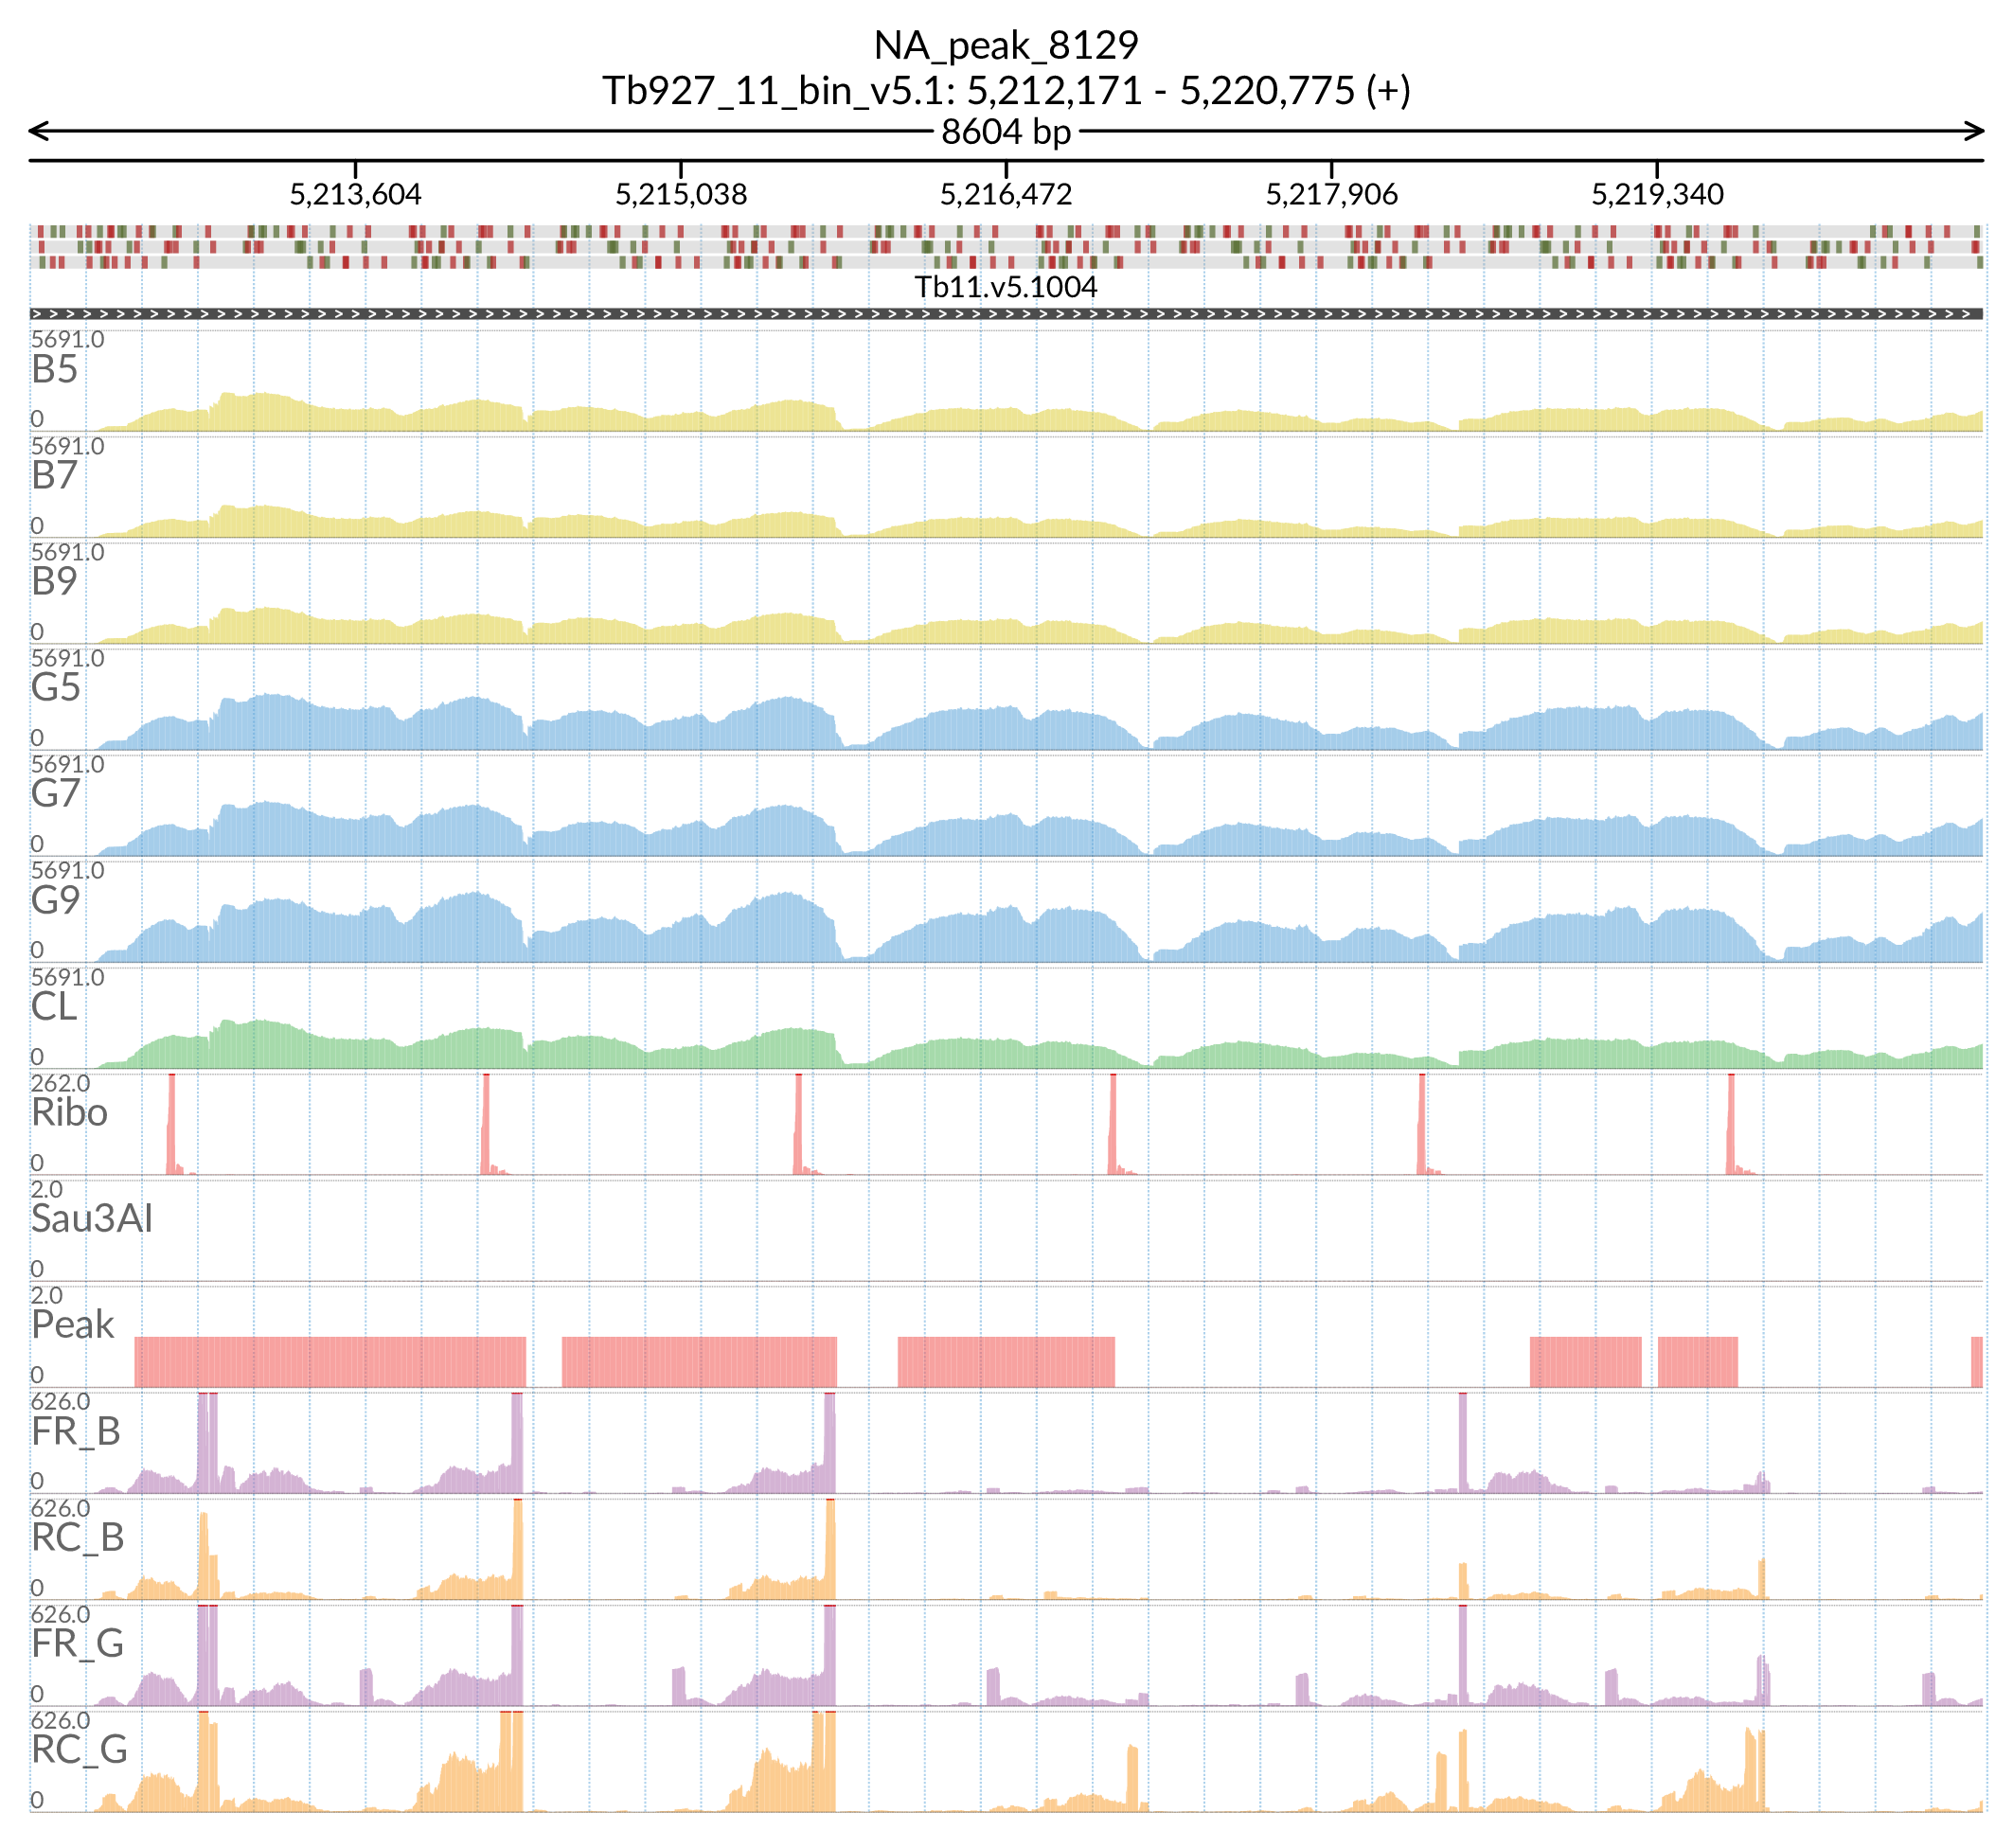 NA_peak_8129
Tb927_11_bin_v5.1: 5,212,171 - 5,220,775 (+)
8604 bp
5,213,604 5,215,038 5,216,472 5,217,906 5,219,340
Tb11.v5.1004
5691.0
B5
0
5691.0
B7
0
5691.0
B9
0
5691.0
G5
0
5691.0
G7
0
5691.0
G9
0
5691.0
CL
0
262.0
Ribo
0
2.0
Sau3AI
0
2.0
Peak
0
626.0
FR_B
0
626.0
RC_B
0
626.0
FR_G
0
626.0
RC_G
0